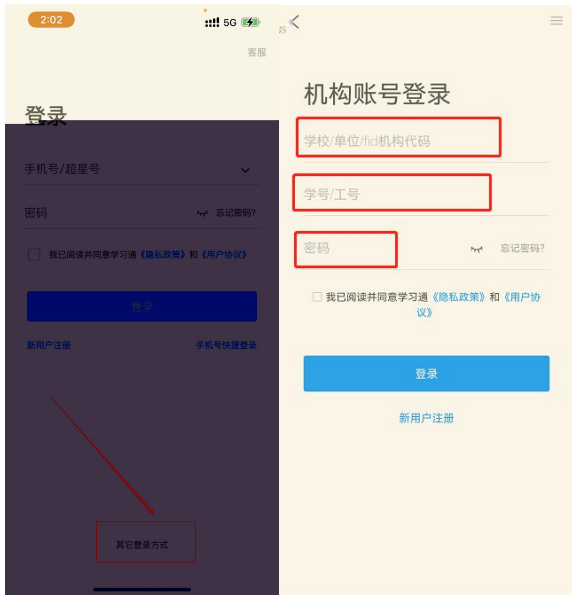 2:02
5G
客服
登录
手机号/超星号
密码
忘记密码?
我已阅读并同意学习通《隐私政策》和《用户协议》
登录
新用户注册
手机号快捷登录
其它登录方式
机构账号登录
学校/单位/fid机构代码
学号/工号
密码
忘记密码?
我已阅读并同意学习通《隐私政策》和《用户协
议》
登录
新用户注册